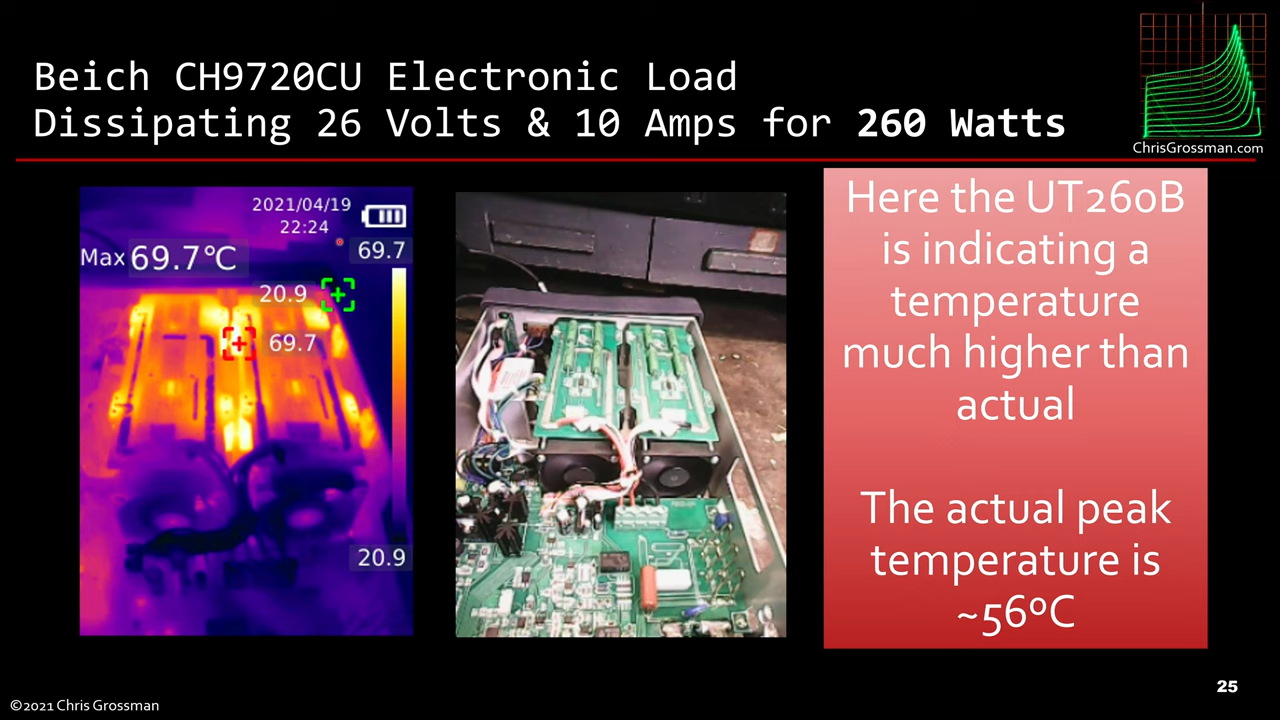 Beich CH9720CU Electronic Load
Dissipating 26 Volts & 10 Amps for 260 Watts
ChrisGrossman.com
2021/04/19
22:24
Max 69.7°C
69.7
20.9
69.7
20.9
Here the UT260B
is indicating a
temperature
much higher than
actual
The actual peak
temperature is
~56ºC
25
©2021 Chris Grossman